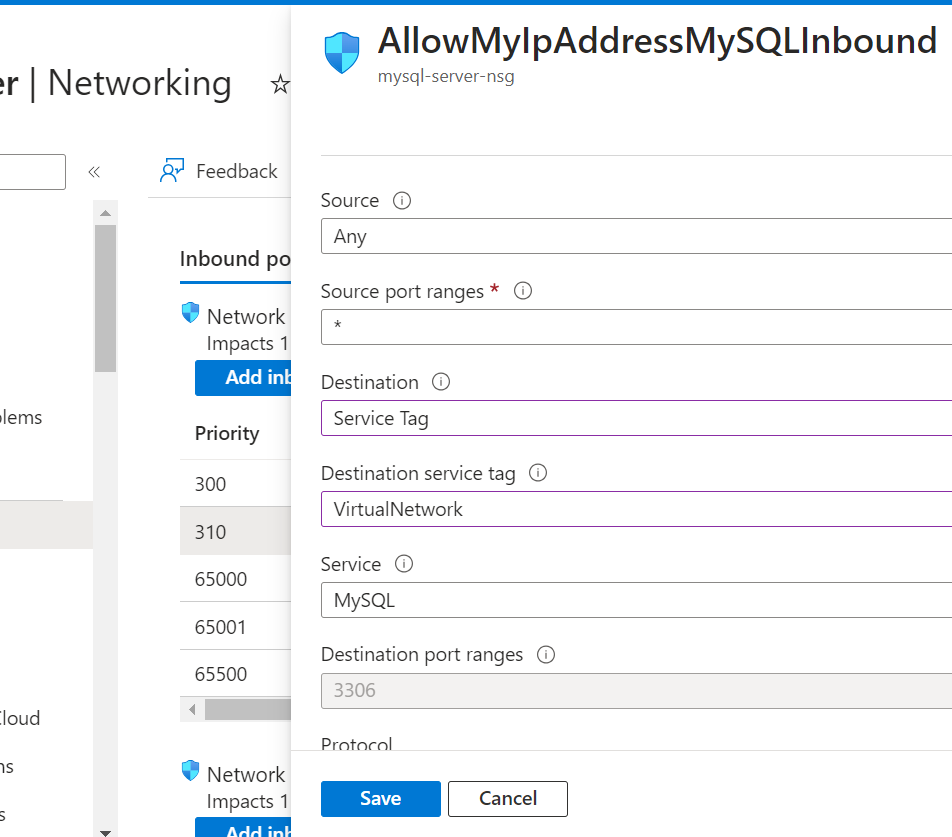 er | Networking
«
Feedback
Inbound po
Network
Impacts 1
Add inb
Priority
300
310
65000
65001
65500
Network
Impacts 1
Add inb
lems
Cloud
ns
s
AllowMyIpAddressMySQLInbound
mysql-server-nsg
Source
Any
Source port ranges *
*
Destination
Service Tag
Destination service tag
VirtualNetwork
Service
MySQL
Destination port ranges
3306
Protocol
Save Cancel